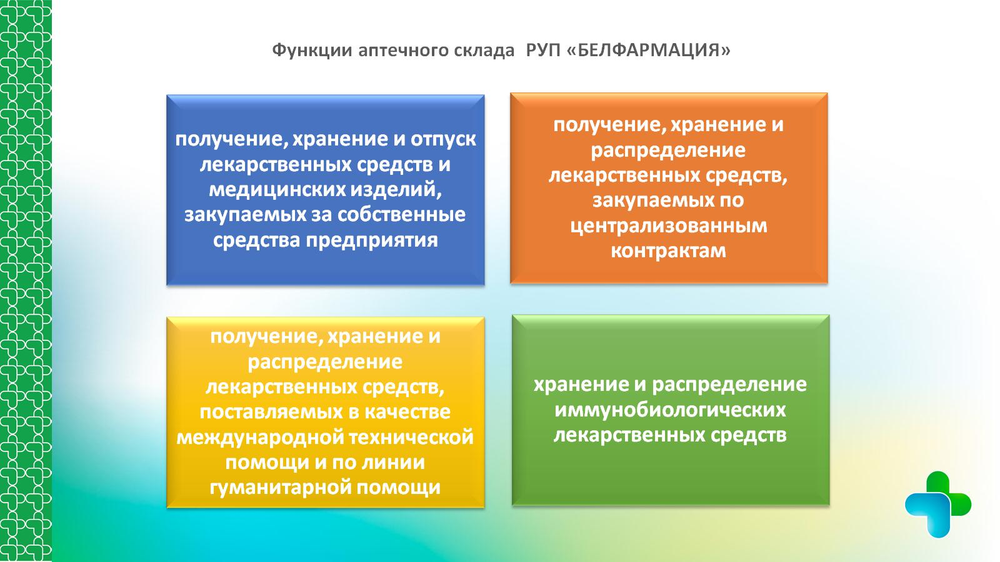 Функции аптечного склада  РУП «БЕЛФАРМАЦИЯ»
получение, хранение и отпуск
лекарственных средств и
медицинских изделий,
закупаемых за собственные
средства предприятия
получение, хранение и
распределение
лекарственных средств,
закупаемых по
централизованным
контрактам
получение, хранение и
распределение
лекарственных средств,
поставляемых в качестве
международной технической
помощи и по линии
гуманитарной помощи
хранение и распределение
иммунобиологических
лекарственных средств